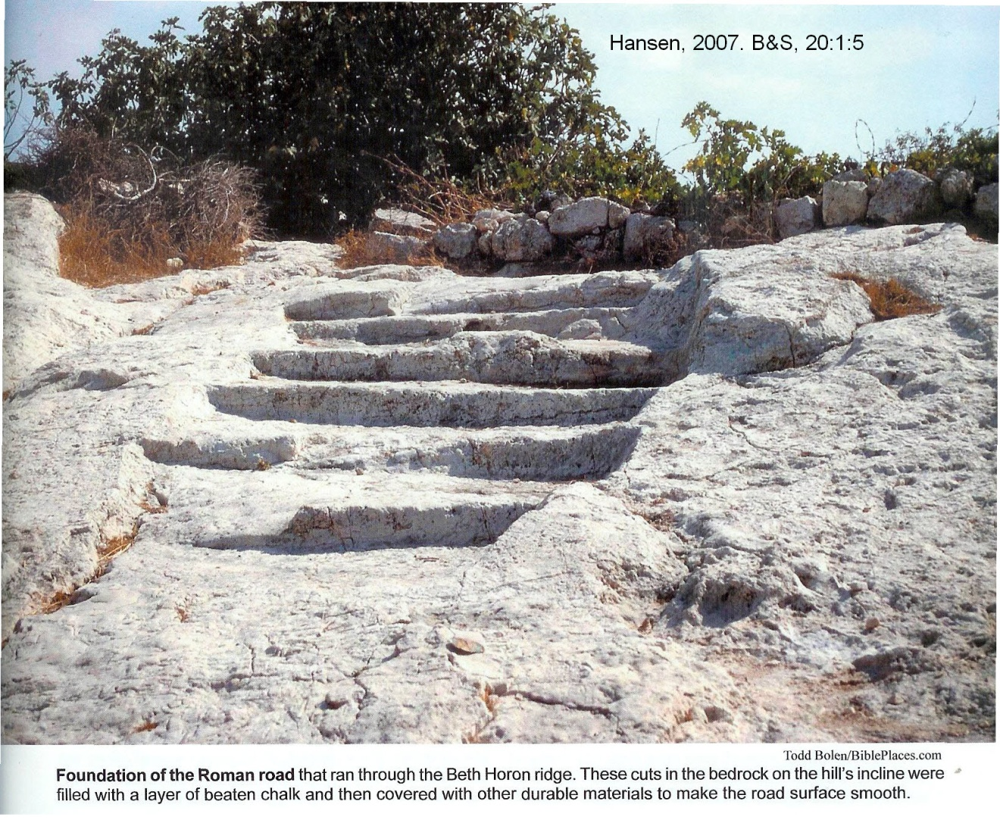 Hansen, 2007. B&S, 20:1:5
Todd Bolen/BiblePlaces.com
Foundation of the Roman road that ran through the Beth Horon ridge. These cuts in the bedrock on the hill's incline were
filled with a layer of beaten chalk and then covered with other durable materials to make the road surface smooth.